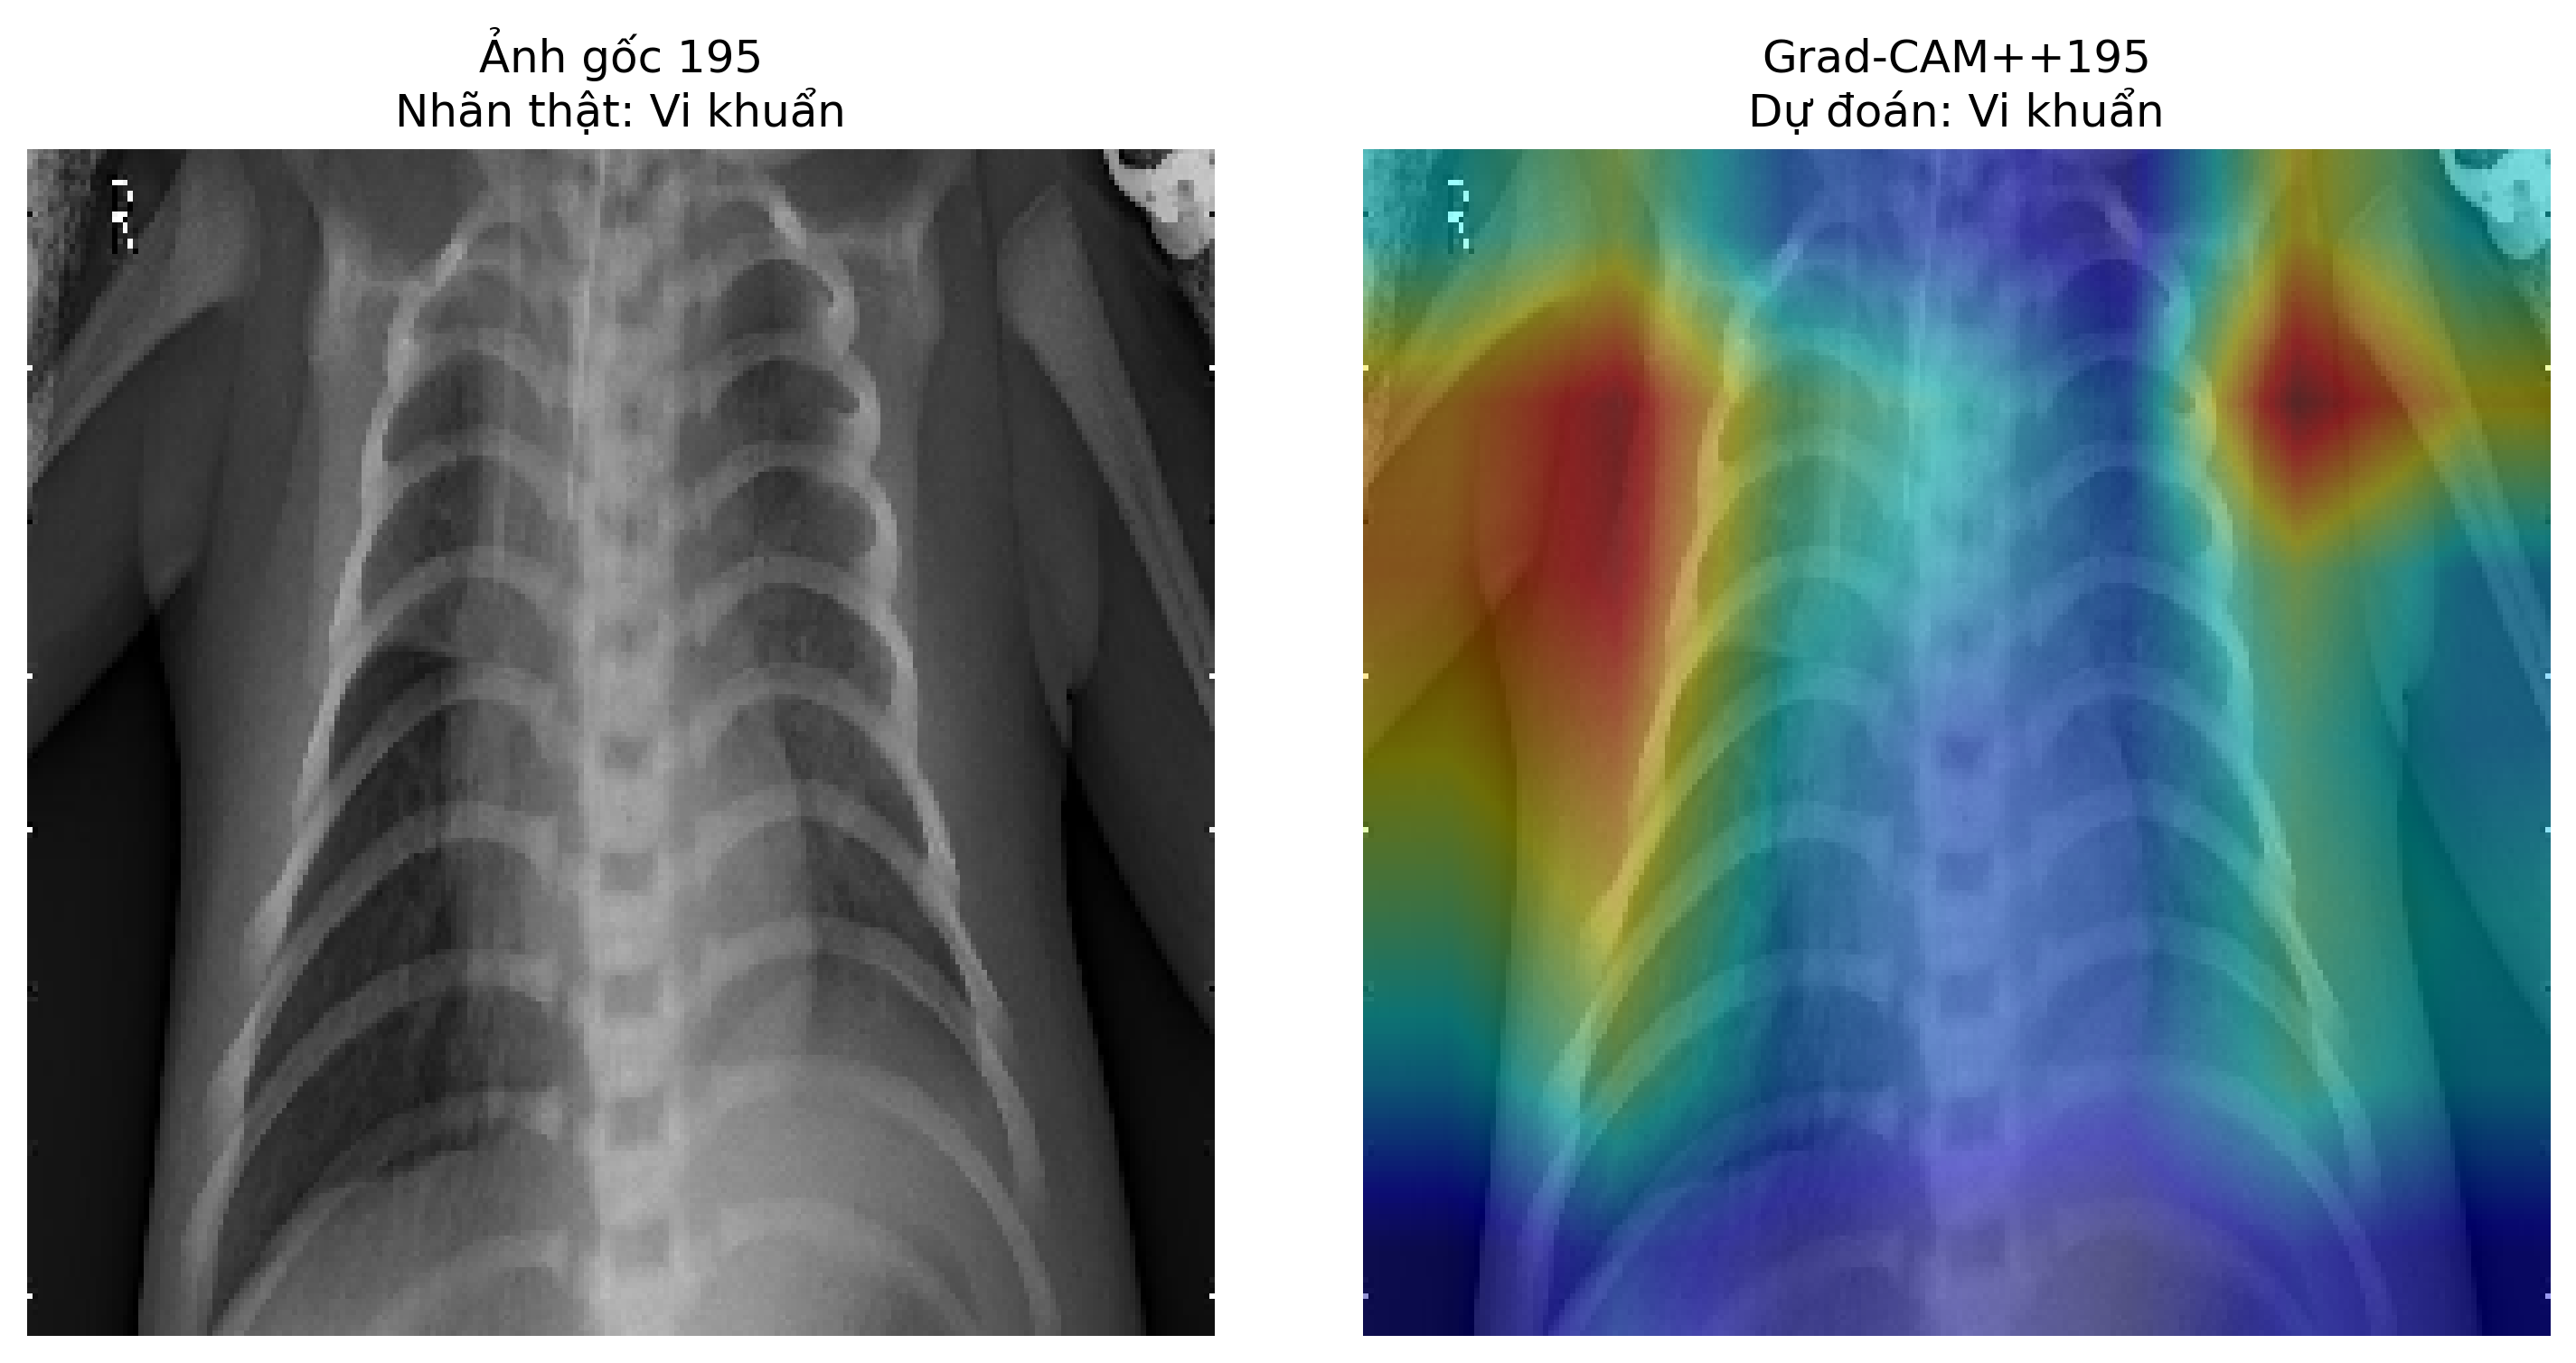 Ảnh gốc 195
Nhãn thật: Vi khuẩn
Grad-CAM++195
Dự đoán: Vi khuẩn